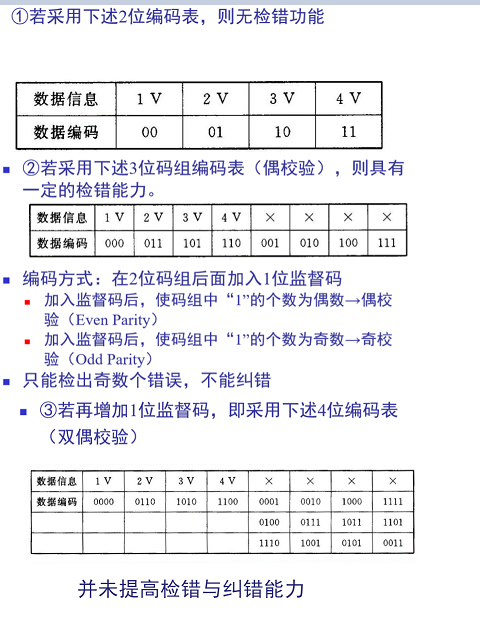 ①若采用下述2位编码表，则无检错功能
数据信息 1 V 2 V 3 V 4 V
数据编码 00 01 10 11
②若采用下述3位码组编码表（偶校验），则具有
一定的检错能力。
数据信息 1 V 2 V 3 V 4 V × × × ×
数据编码 000 011 101 110 001 010 100 111
编码方式：在2位码组后面加入1位监督码
加入监督码后，使码组中“1”的个数为偶数→偶校
验（Even Parity）
加入监督码后，使码组中“1”的个数为奇数→奇校
验（Odd Parity）
只能检出奇数个错误，不能纠错
③若再增加1位监督码，即采用下述4位编码表
（双偶校验）
数据信息 1 V 2 V 3 V 4 V × × × ×
数据编码 0000 0110 1010 1100 0001 0010 1000 1111
0100 0111 1011 1101
1110 1001 0101 0011
并未提高检错与纠错能力